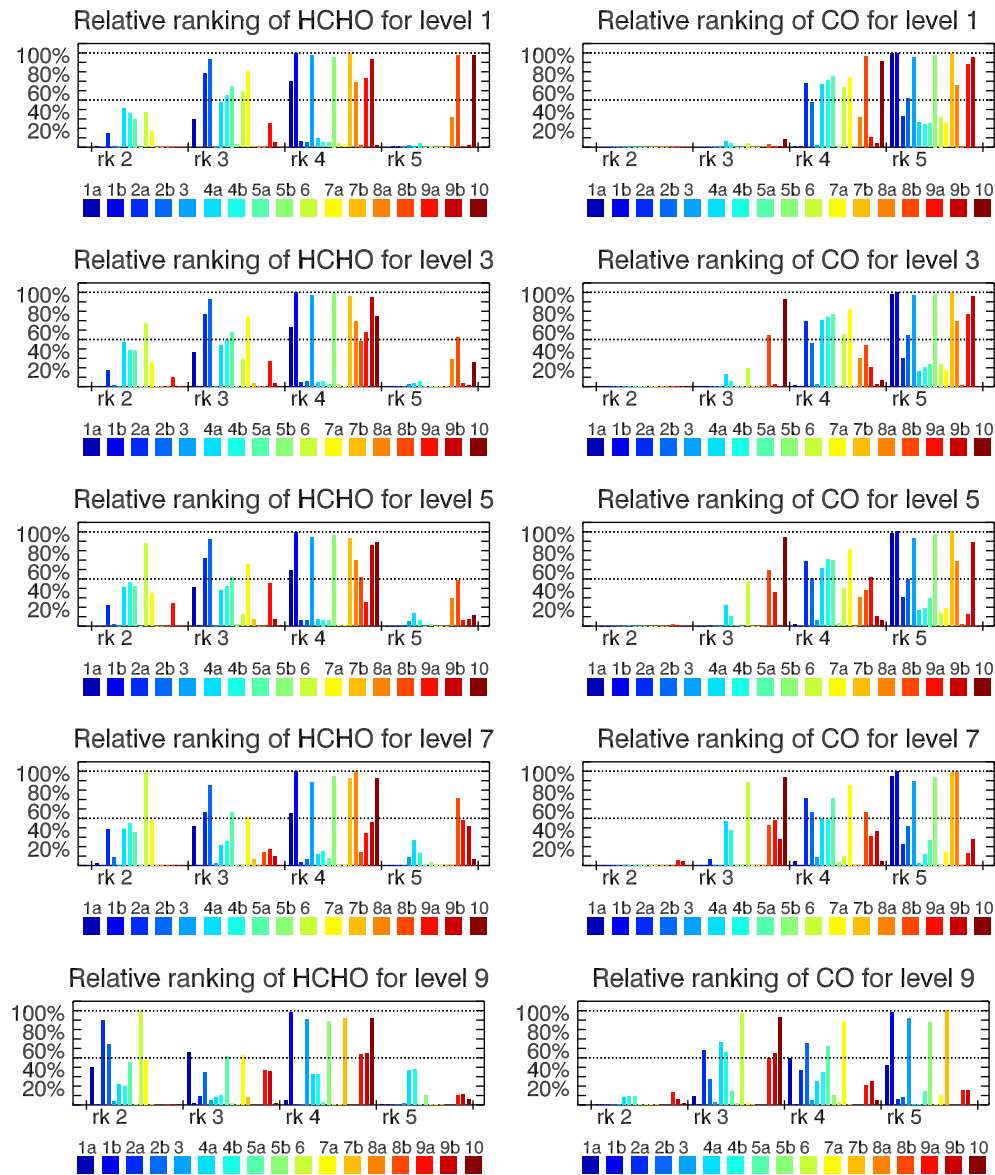 Relative ranking of HCHO for level 1
100%
80%
60%
40%
20%
rk 2 rk 3 rk 4 rk 5
1a 1b 2a 2b 3 4a 4b 5a 5b 6 7a 7b 8a 8b 9a 9b 10
Relative ranking of CO for level 1
100%
80%
60%
40%
20%
rk 2 rk 3 rk 4 rk 5
1a 1b 2a 2b 3 4a 4b 5a 5b 6 7a 7b 8a 8b 9a 9b 10
Relative ranking of HCHO for level 3
100%
80%
60%
40%
20%
rk 2 rk 3 rk 4 rk 5
1a 1b 2a 2b 3 4a 4b 5a 5b 6 7a 7b 8a 8b 9a 9b 10
Relative ranking of CO for level 3
100%
80%
60%
40%
20%
rk 2 rk 3 rk 4 rk 5
1a 1b 2a 2b 3 4a 4b 5a 5b 6 7a 7b 8a 8b 9a 9b 10
Relative ranking of HCHO for level 5
100%
80%
60%
40%
20%
rk 2 rk 3 rk 4 rk 5
1a 1b 2a 2b 3 4a 4b 5a 5b 6 7a 7b 8a 8b 9a 9b 10
Relative ranking of CO for level 5
100%
80%
60%
40%
20%
rk 2 rk 3 rk 4 rk 5
1a 1b 2a 2b 3 4a 4b 5a 5b 6 7a 7b 8a 8b 9a 9b 10
Relative ranking of HCHO for level 7
100%
80%
60%
40%
20%
rk 2 rk 3 rk 4 rk 5
1a 1b 2a 2b 3 4a 4b 5a 5b 6 7a 7b 8a 8b 9a 9b 10
Relative ranking of CO for level 7
100%
80%
60%
40%
20%
rk 2 rk 3 rk 4 rk 5
1a 1b 2a 2b 3 4a 4b 5a 5b 6 7a 7b 8a 8b 9a 9b 10
Relative ranking of HCHO for level 9
100%
80%
60%
40%
20%
rk 2 rk 3 rk 4 rk 5
1a 1b 2a 2b 3 4a 4b 5a 5b 6 7a 7b 8a 8b 9a 9b 10
Relative ranking of CO for level 9
100%
80%
60%
40%
20%
rk 2 rk 3 rk 4 rk 5
1a 1b 2a 2b 3 4a 4b 5a 5b 6 7a 7b 8a 8b 9a 9b 10